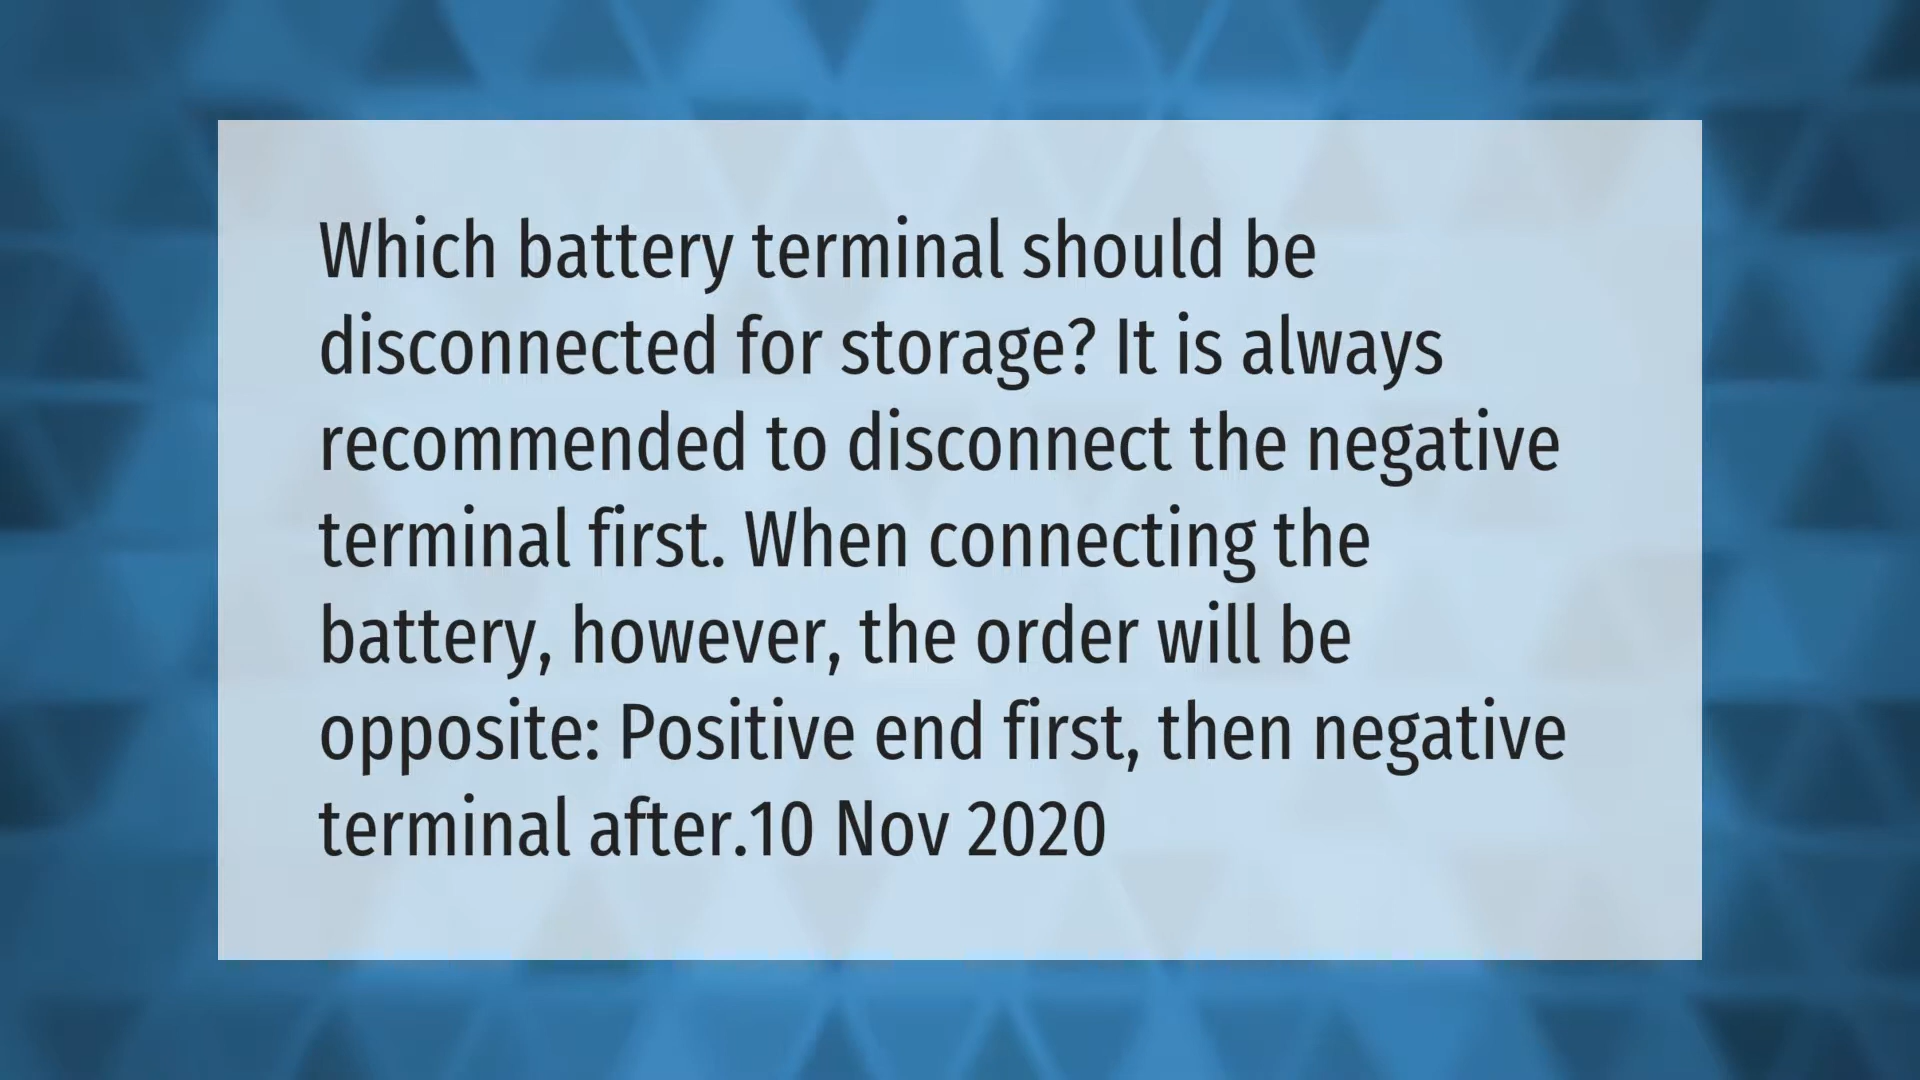 Which battery terminal should be
disconnected for storage? It is always
recommended to disconnect the negative
terminal first. When connecting the
battery, however, the order will be
opposite: Positive end first, then negative
terminal after.10 Nov 2020